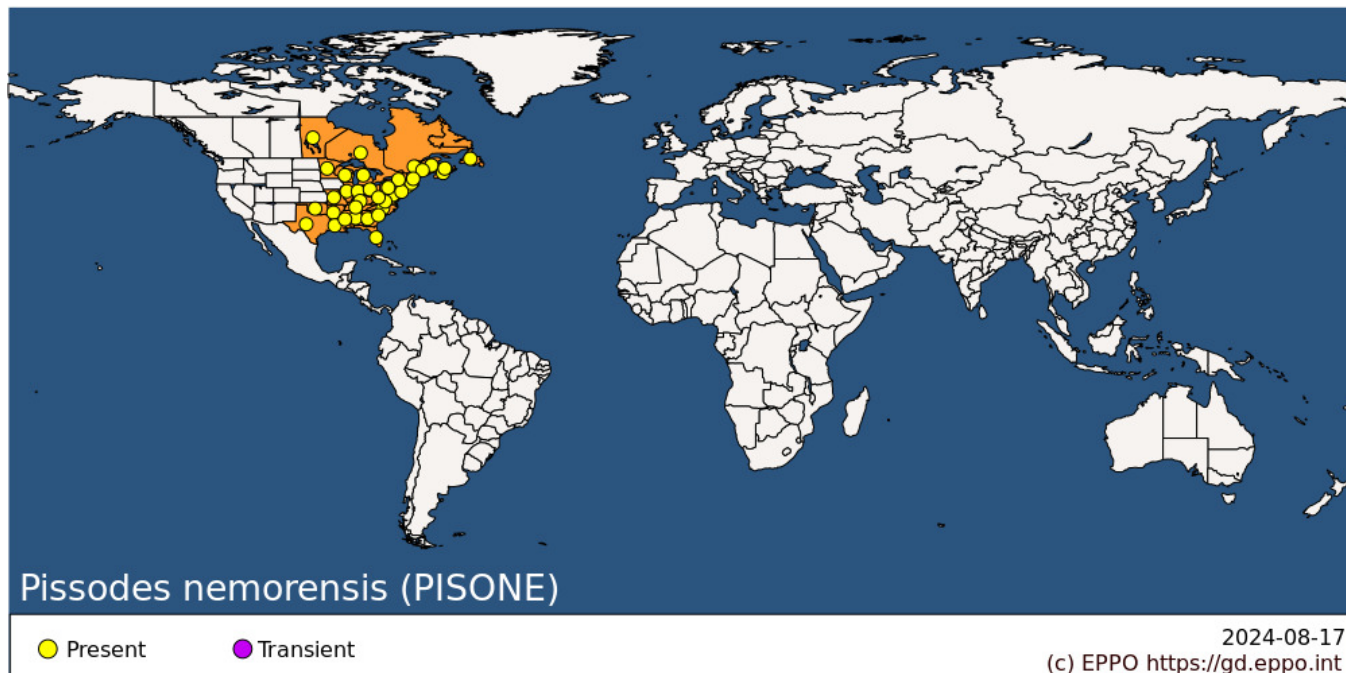 Pissodes nemorensis (PISONE)
Present
Transient
2024-08-17
(c) EPPO https://gd.eppo.int